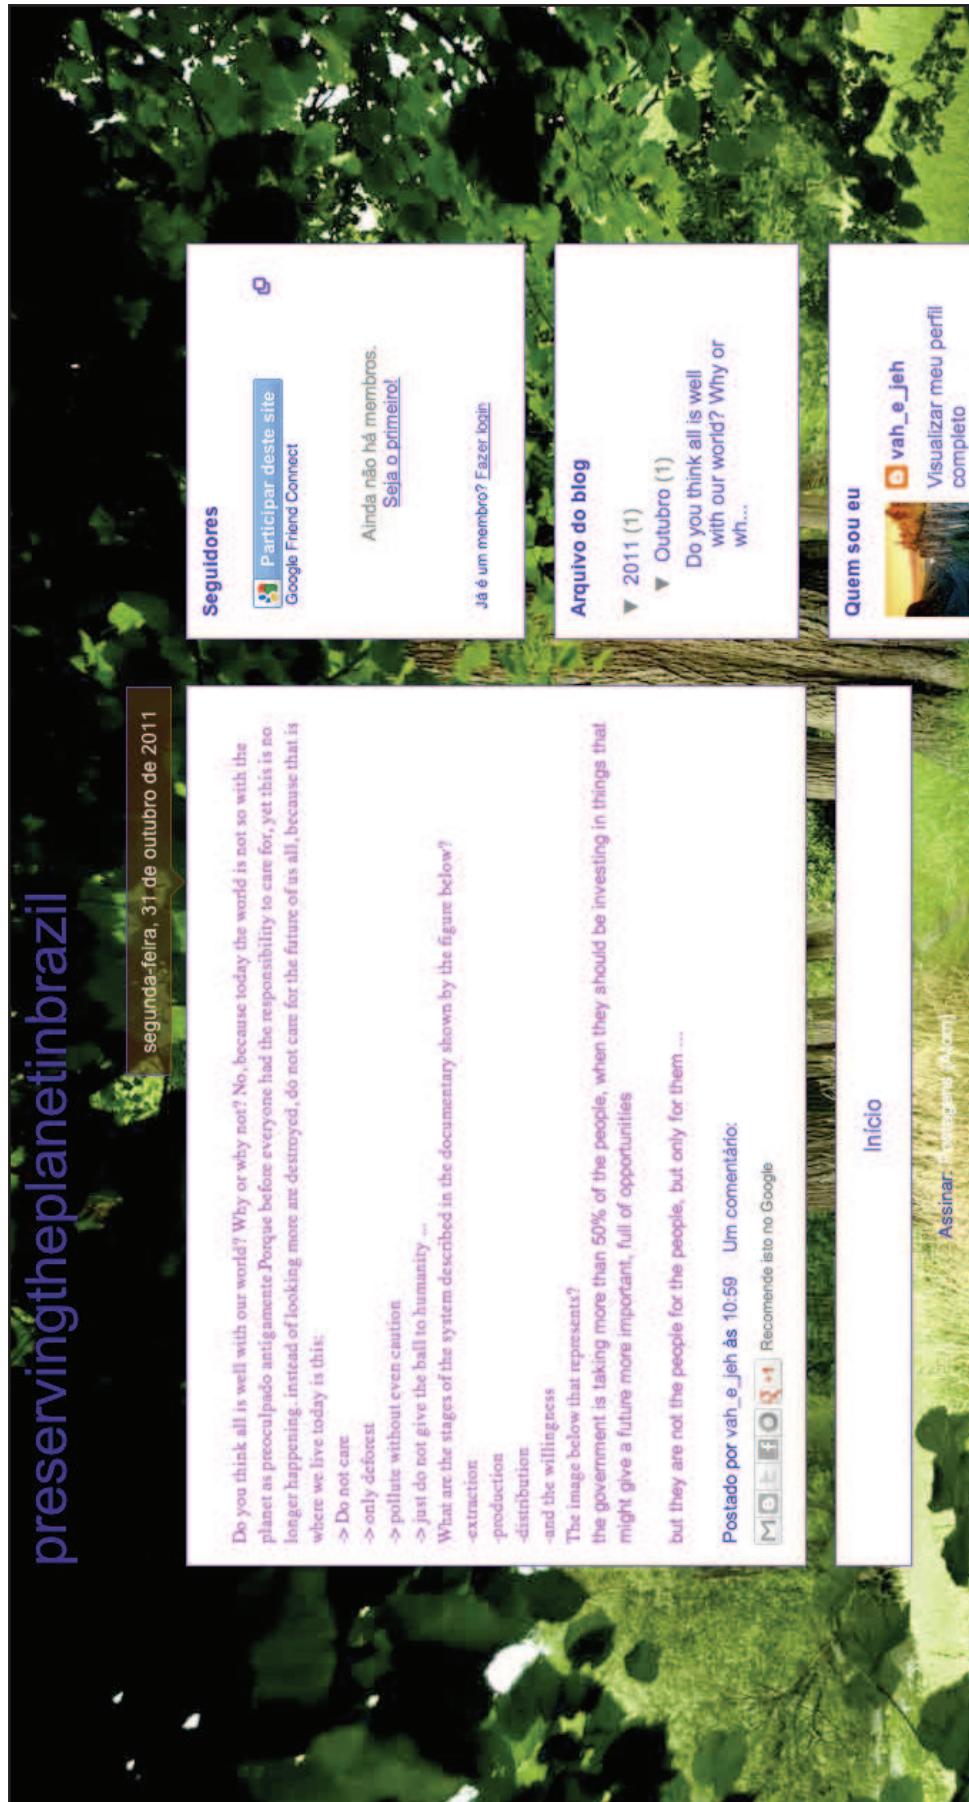 preservingtheplanetinbrazil
segunda-feira, 31 de outubro de 2011
Do you think all is well with our world? Why or why not? No, because today the world is not so with the
planet as preoculpado antigamente Porque before everyone had the responsibility to care for, yet this is no
longer happening. instead of looking more are destroyed, do not care for the future of us all, because that is
where we live today is this:
-> Do not care
-> only deforest
-> pollute without even caution
-> just do not give the ball to humanity ...
What are the stages of the system described in the documentary shown by the figure below?
-extraction
-production
-distribution
-and the willingness
The image below that represents?
the government is taking more than 50% of the people, when they should be investing in things that
might give a future more important, full of opportunities
but they are not the people for the people, but only for them ...
Postado por vah_e_jeh às 10:59 Um comentário:
+1 Recomende isto no Google
Início
Assinar: Postagens (Atom)
Seguidores
Participar deste site
Google Friend Connect
Ainda não há membros.
Seja o primeiro!
Já é um membro? Fazer login
Arquivo do blog
▼ 2011 (1)
▼ Outubro (1)
Do you think all is well
with our world? Why or
wh...
Quem sou eu
vah_e_jeh
Visualizar meu perfil
completo